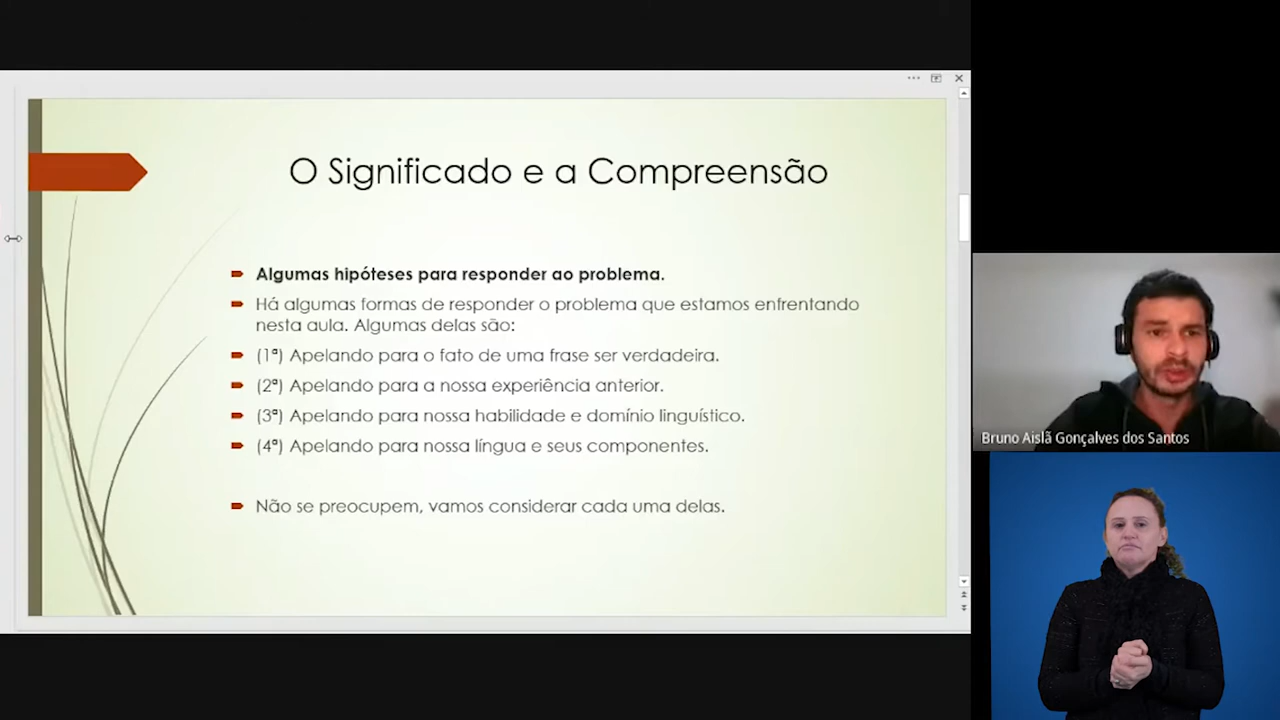 O Significado e a Compreensão
Algumas hipóteses para responder ao problema.
Há algumas formas de responder o problema que estamos enfrentando
nesta aula. Algumas delas são:
(1ª) Apelando para o fato de uma frase ser verdadeira.
(2ª) Apelando para a nossa experiência anterior.
(3ª) Apelando para nossa habilidade e domínio linguístico.
(4ª) Apelando para nossa língua e seus componentes.
Não se preocupem, vamos considerar cada uma delas.
Bruno Aislã Gonçalves dos Santos